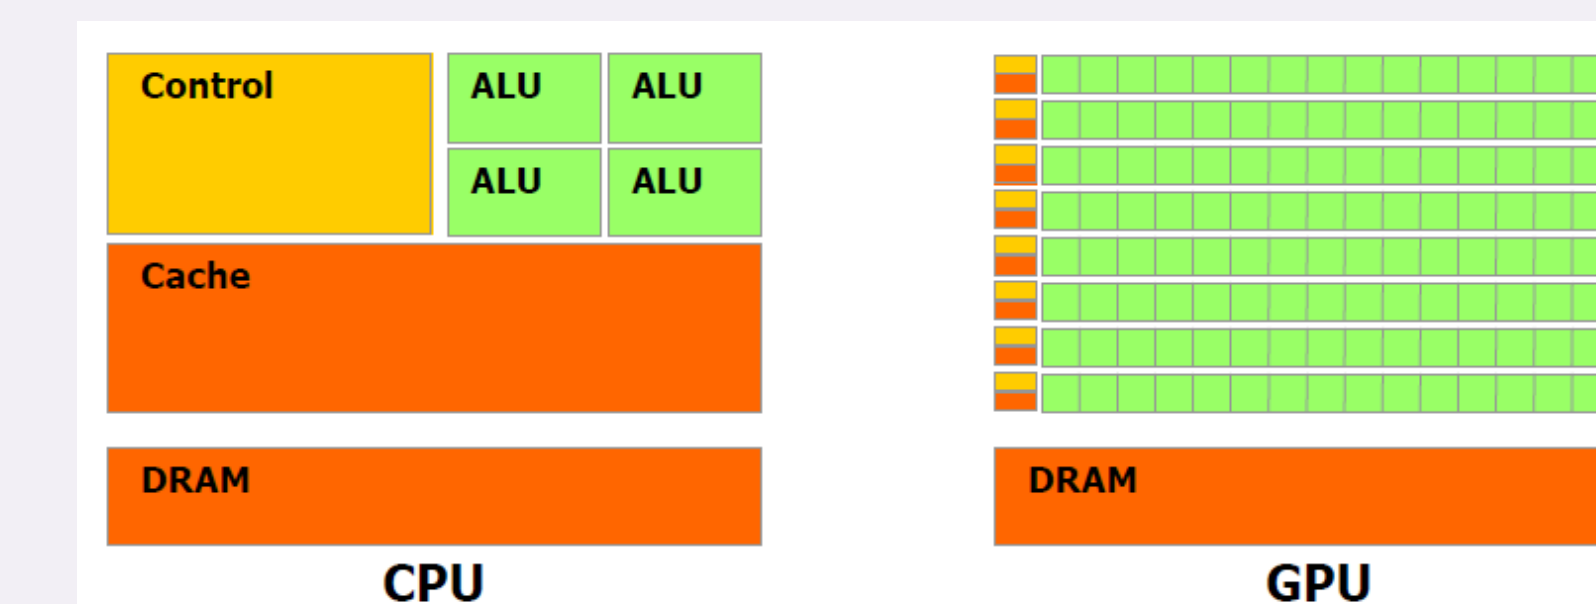 Control
ALU ALU
ALU ALU
Cache
DRAM
CPU
DRAM
GPU